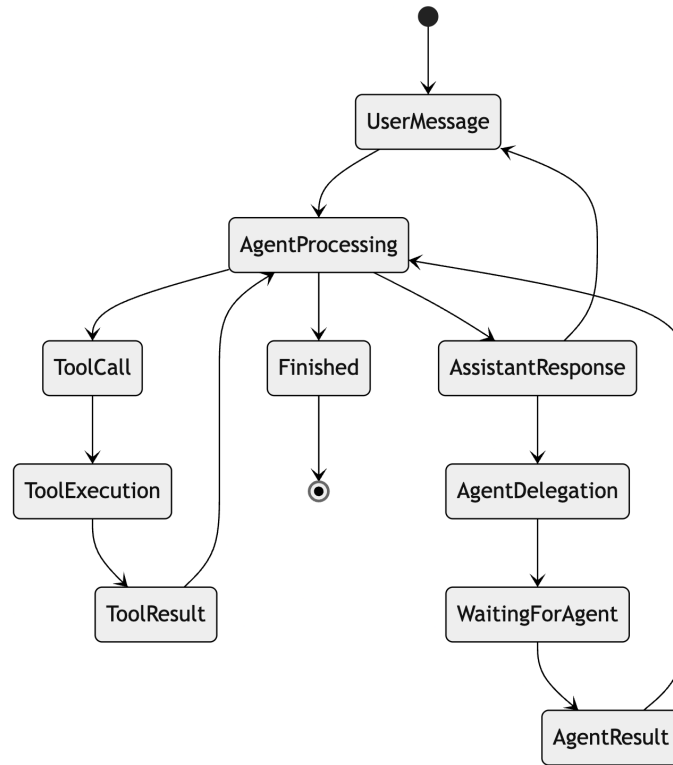 UserMessage
AgentProcessing
ToolCall
Finished
AssistantResponse
ToolExecution
AgentDelegation
ToolResult
WaitingForAgent
AgentResult